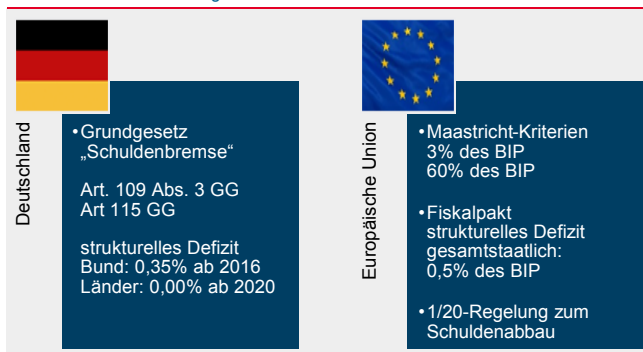 Deutschland
•Grundgesetz
„Schuldenbremse“
Art. 109 Abs. 3 GG
Art 115 GG
strukturelles Defizit
Bund: 0,35% ab 2016
Länder: 0,00% ab 2020
Europäische Union
•Maastricht-Kriterien
3% des BIP
60% des BIP
•Fiskalpakt
strukturelles Defizit
gesamtstaatlich:
0,5% des BIP
•1/20-Regelung zum
Schuldenabbau